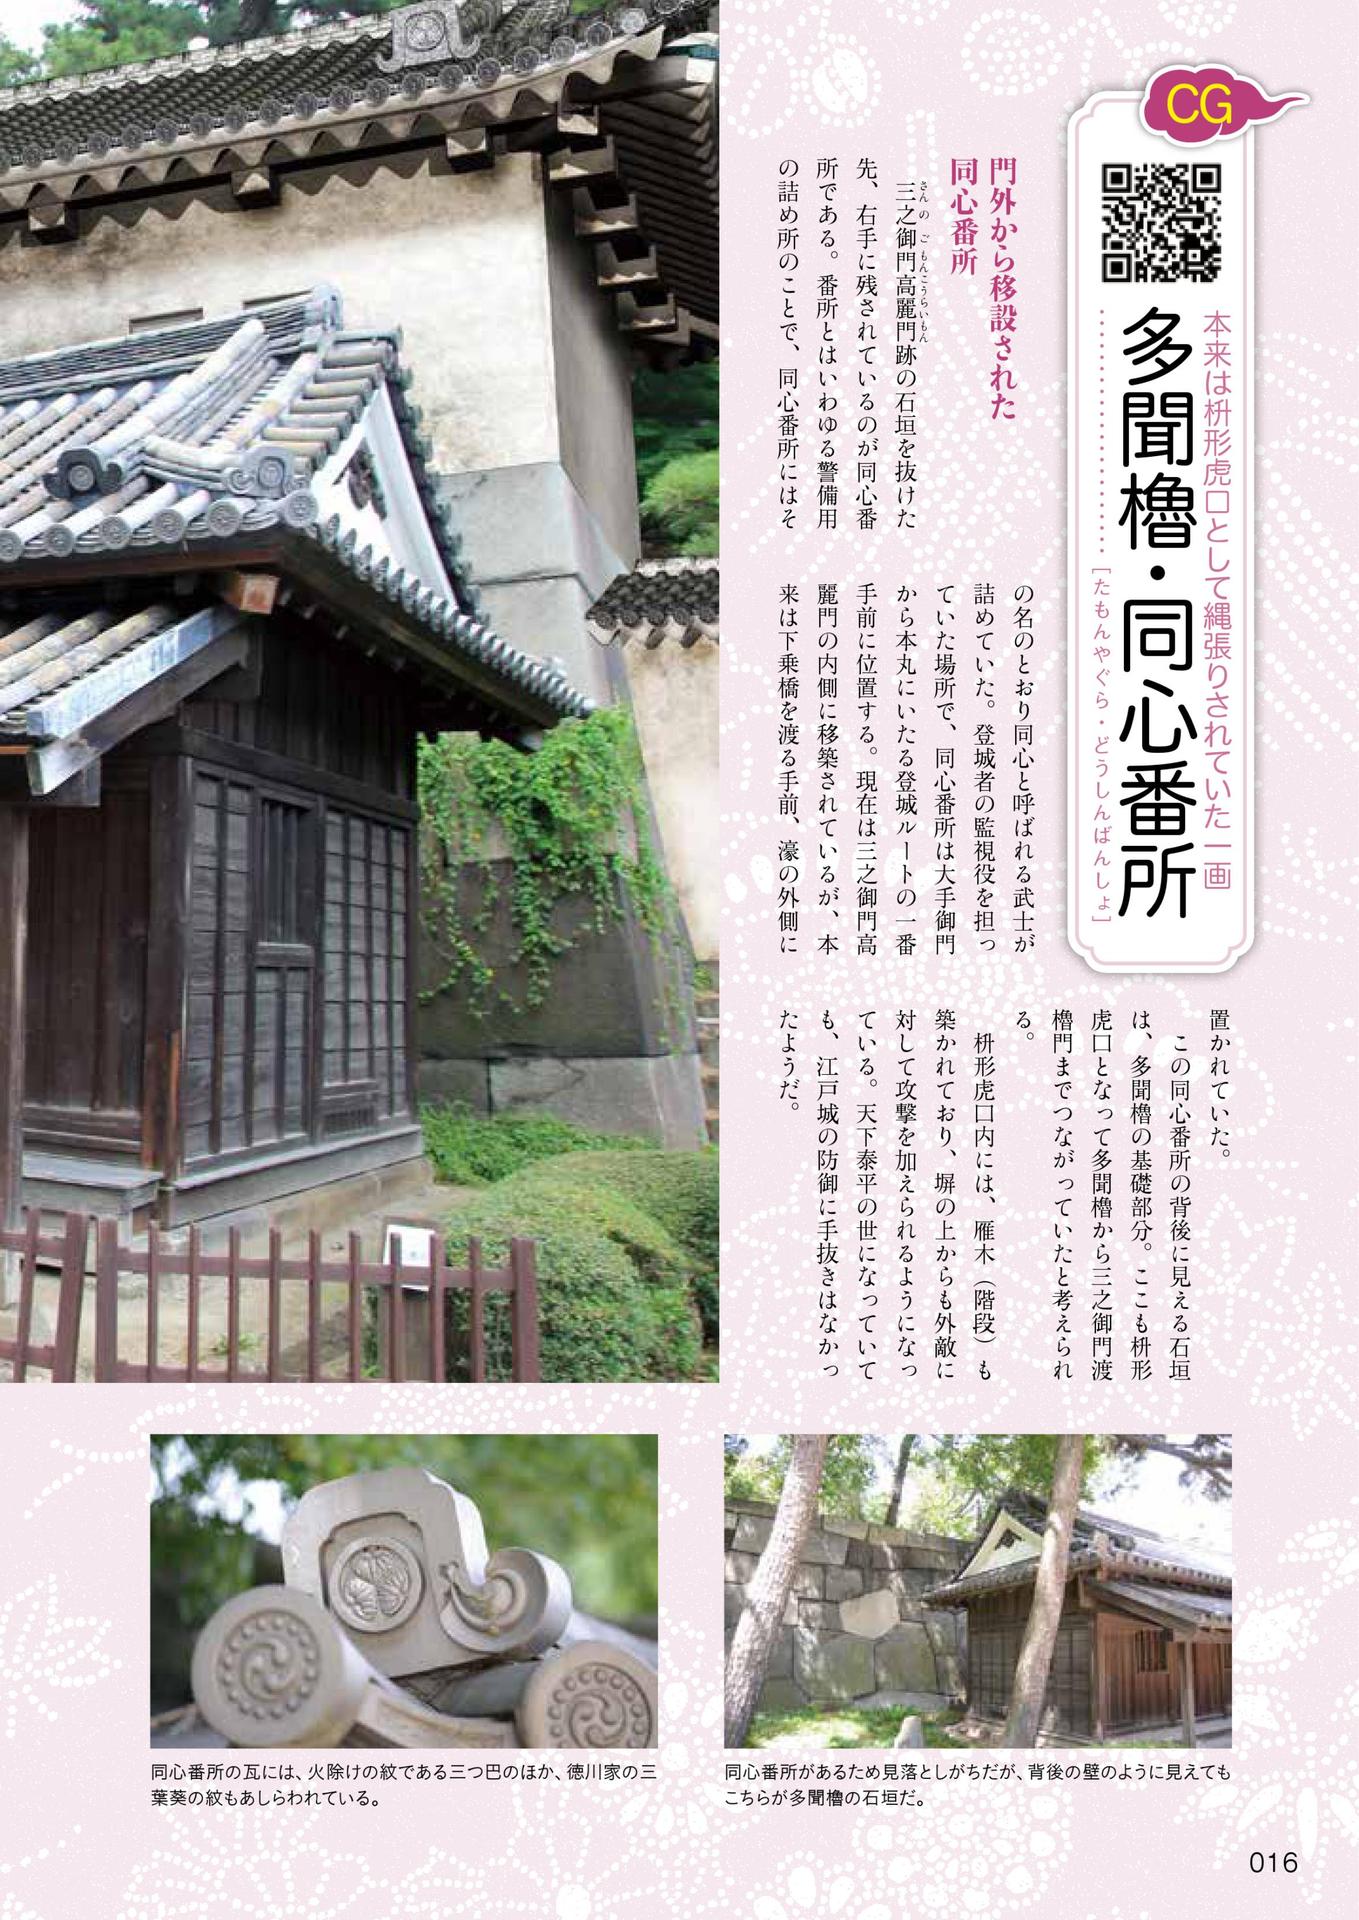 CG
本来は枡形虎口として縄張りされていた一画
多聞櫓・同心番所
[たもんやぐら・どうしんばんしょ]
門外から移設された
同心番所
三之御門高麗門跡の石垣を抜けた
さんのごもんこうらいもん
先、右手に残されているのが同心番
所である。番所とはいわゆる警備用
の詰め所のことで、同心番所にはそ
の名のとおり同心と呼ばれる武士が
詰めていた。登城者の監視役を担っ
ていた場所で、同心番所は大手御門
から本丸にいたる登城ルートの一番
手前に位置する。現在は三之御門高
麗門の内側に移築されているが、本
来は下乗橋を渡る手前、濠の外側に
置かれていた。
この同心番所の背後に見える石垣
は、多聞櫓の基礎部分。ここも枡形
虎口となって多聞櫓から三之御門渡
櫓門までつながっていたと考えられ
る。
枡形虎口内には、雁木（階段）も
築かれており、塀の上からも外敵に
対して攻撃を加えられるようになっ
ている。天下泰平の世になっていて
も、江戸城の防御に手抜きはなかっ
たようだ。
同心番所の瓦には、火除けの紋である三つ巴のほか、徳川家の三
葉葵の紋もあしらわれている。
同心番所があるため見落としがちだが、背後の壁のように見えても
こちらが多聞櫓の石垣だ。
016